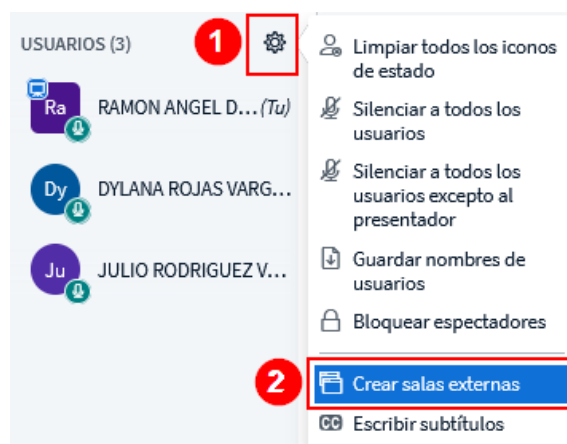 USUARIOS (3)
1
Ra
RAMON ANGEL D... (Tu)
Dy
DYLANA ROJAS VARG...
Ju
JULIO RODRIGUEZ V...
Limpiar todos los iconos
de estado
Silenciar a todos los
usuarios
Silenciar a todos los
usuarios excepto al
presentador
Guardar nombres de
usuarios
Bloquear espectadores
2
Crear salas externas
CC
Escribir subtítulos